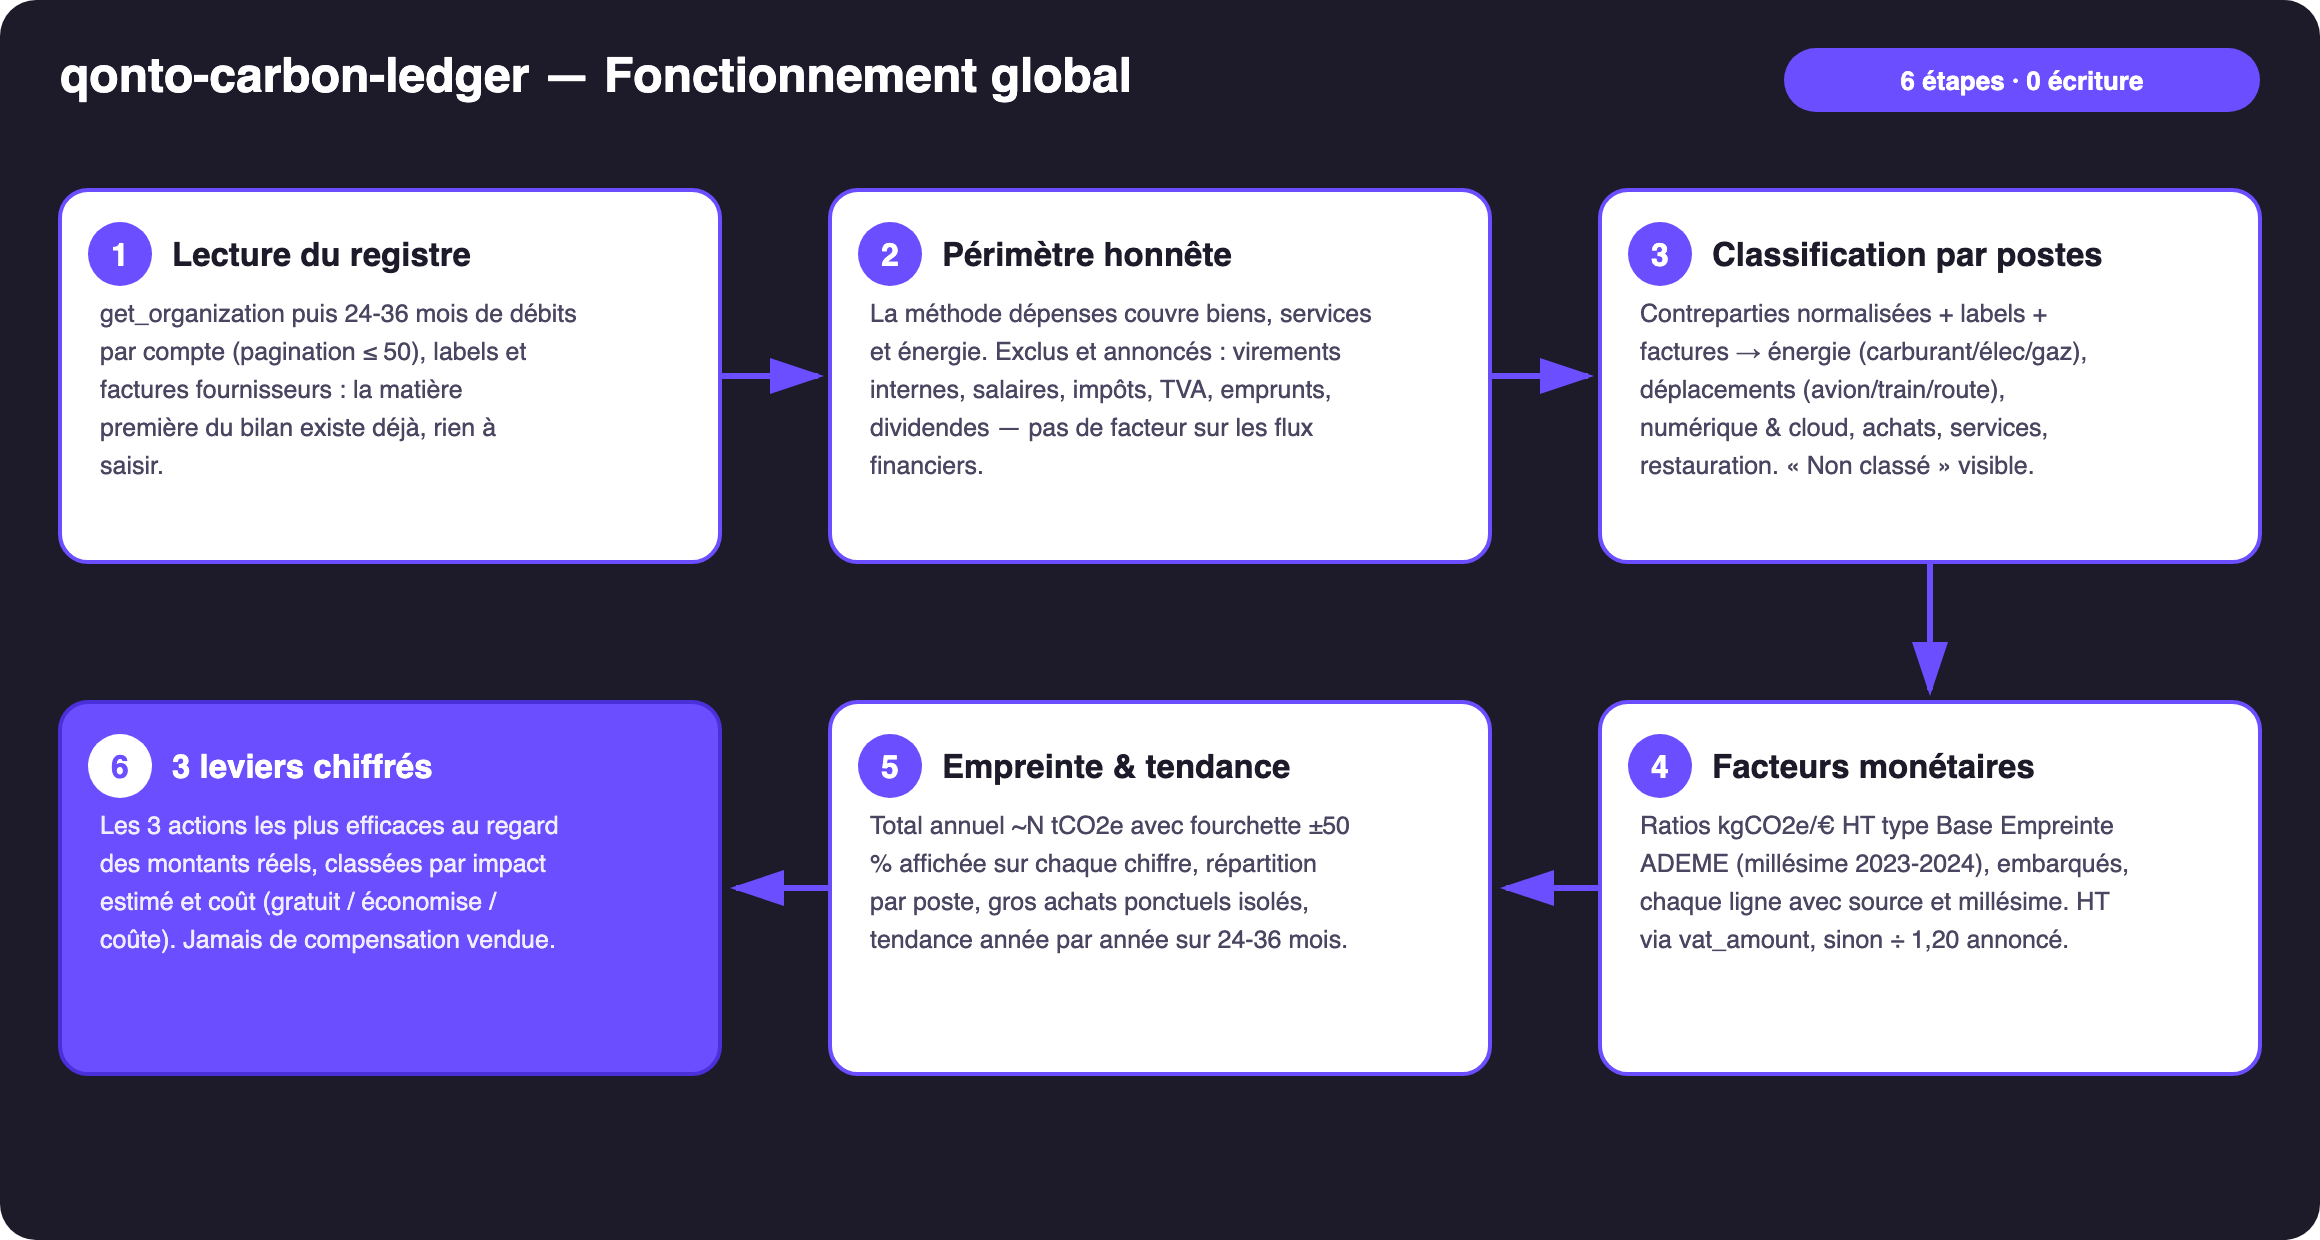 qonto-carbon-ledger — Fonctionnement global
6 étapes · 0 écriture
1 Lecture du registre
get_organization puis 24-36 mois de débits
par compte (pagination ≤ 50), labels et
factures fournisseurs : la matière
première du bilan existe déjà, rien à
saisir.
2 Périmètre honnête
La méthode dépenses couvre biens, services
et énergie. Exclus et annoncés : virements
internes, salaires, impôts, TVA, emprunts,
dividendes — pas de facteur sur les flux
financiers.
3 Classification par postes
Contreparties normalisées + labels +
factures → énergie (carburant/élec/gaz),
déplacements (avion/train/route),
numérique & cloud, achats, services,
restauration. « Non classé » visible.
4 Facteurs monétaires
Ratios kgCO2e/€ HT type Base Empreinte
ADEME (millésime 2023-2024), embarqués,
chaque ligne avec source et millésime. HT
via vat_amount, sinon ÷ 1,20 annoncé.
5 Empreinte & tendance
Total annuel ~N tCO2e avec fourchette ±50
% affichée sur chaque chiffre, répartition
par poste, gros achats ponctuels isolés,
tendance année par année sur 24-36 mois.
6 3 leviers chiffrés
Les 3 actions les plus efficaces au regard
des montants réels, classées par impact
estimé et coût (gratuit / économise /
coûte). Jamais de compensation vendue.